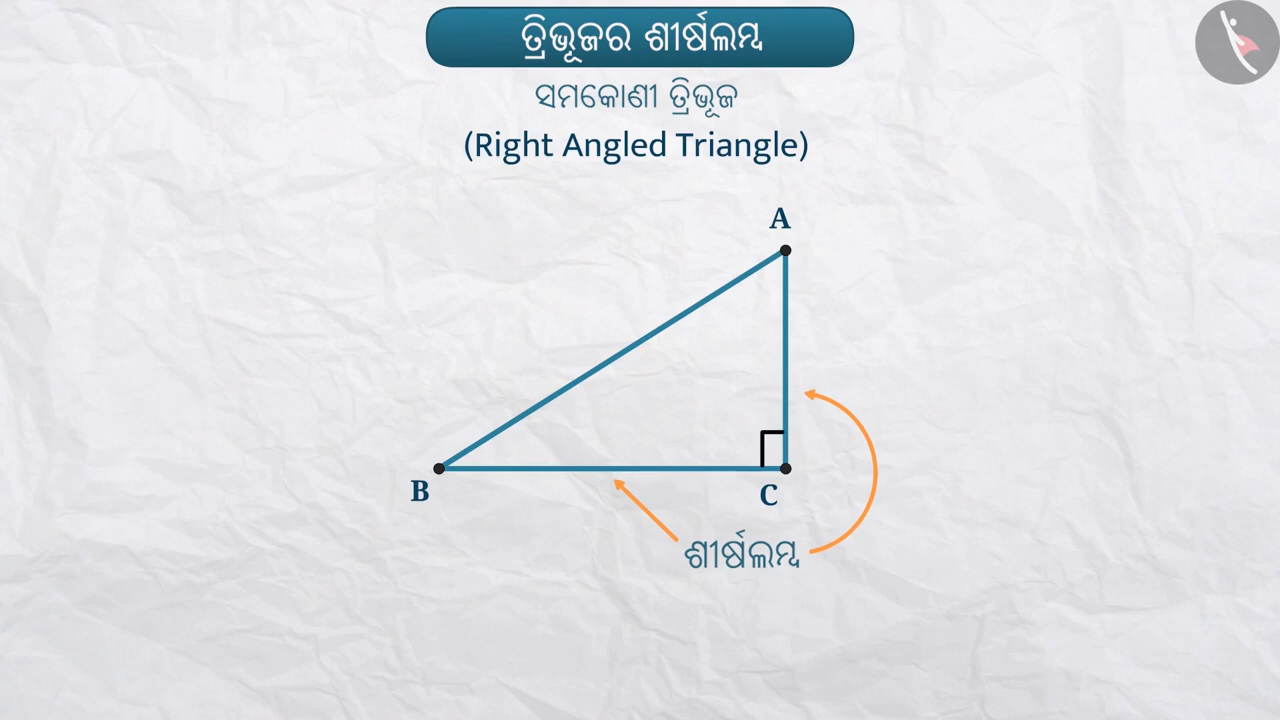 ତ୍ରିଭୂଜର ଶୀର୍ଷଲମ୍ବ
ସମକୋଣୀ ତ୍ରିଭୂଜ
(Right Angled Triangle)
A
B
C
ଶୀର୍ଷଲମ୍ବ